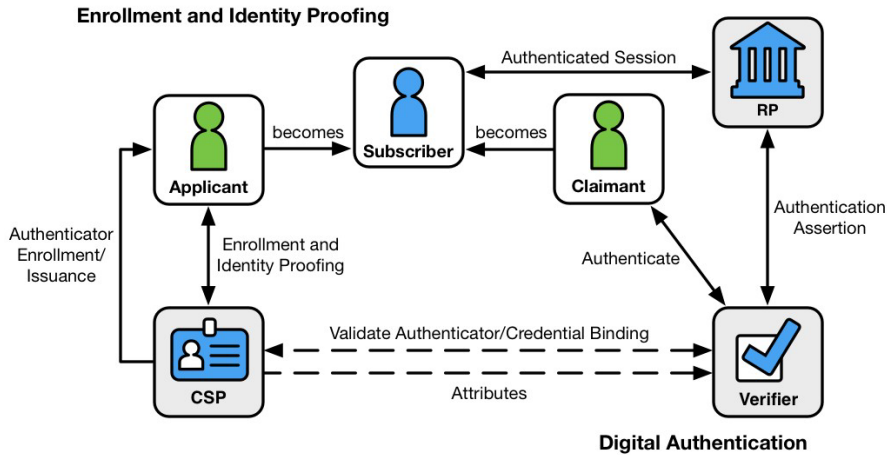 Enrollment and Identity Proofing
Authenticated Session
RP
becomes
Subscriber
becomes
Applicant
Claimant
Authenticator
Enrollment/
Issuance
Enrollment and
Identity Proofing
Authenticate
Authentication
Assertion
Validate Authenticator/Credential Binding
CSP
Attributes
Verifier
Digital Authentication